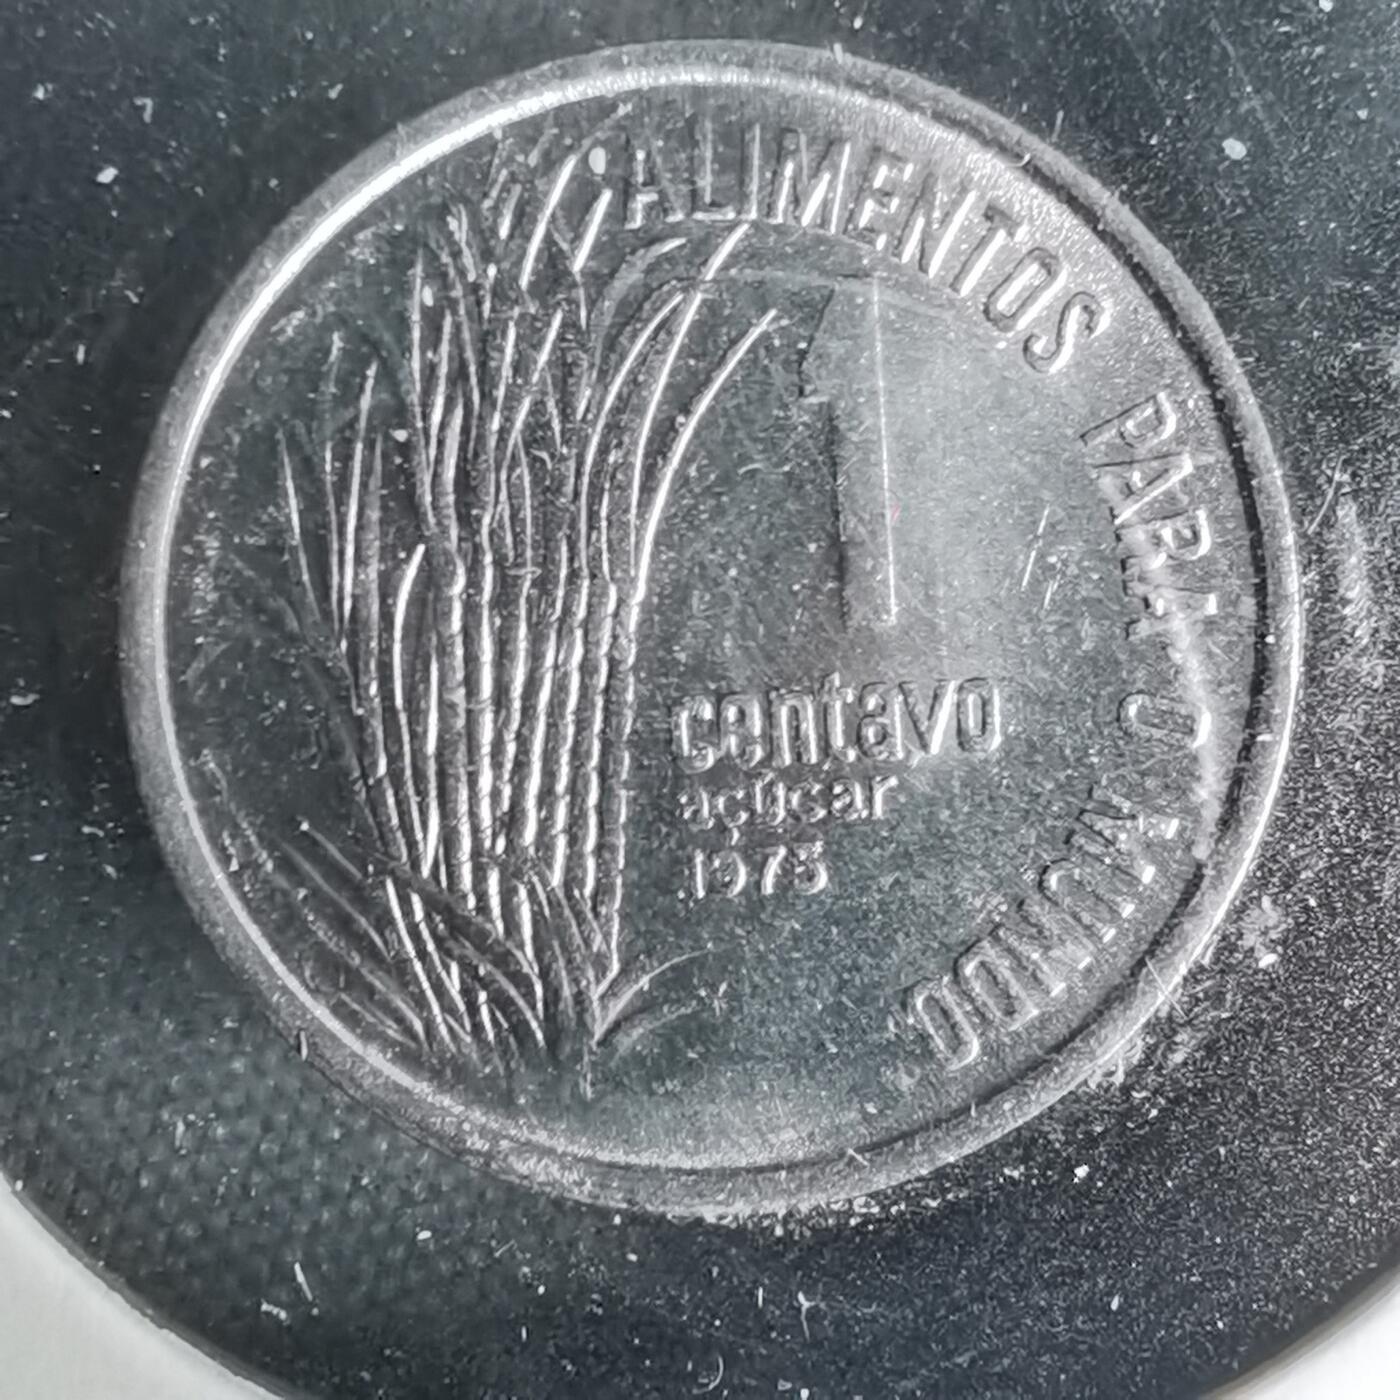 ALIMENTOS PARA O MUNDO
1
centavo
açúcar
1975